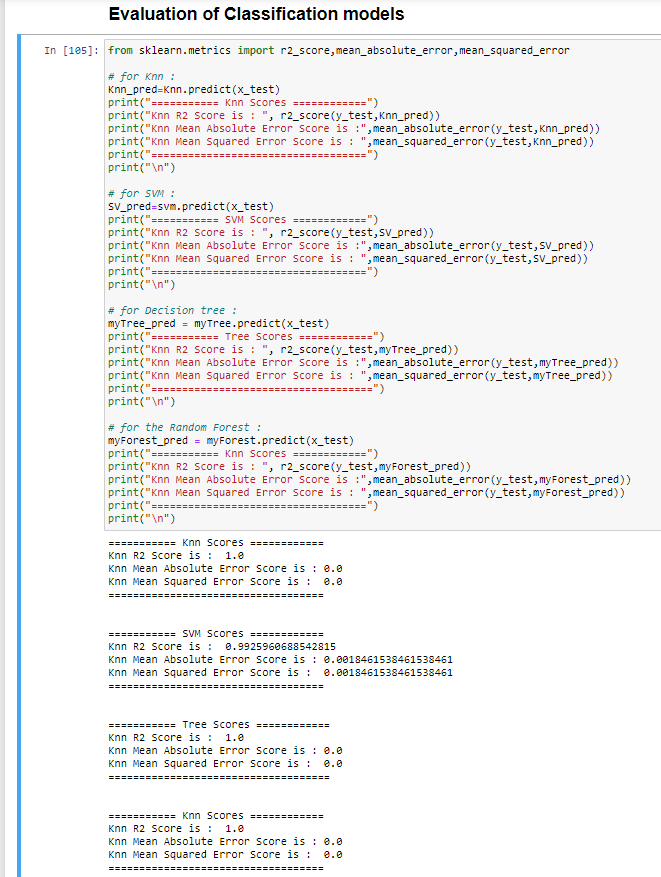 Evaluation of Classification models
In [105]: from sklearn.metrics import r2_score,mean_absolute_error,mean_squared_error
# for Knn :
Knn_pred=Knn.predict(x_test)
print("=========== Knn Scores ============")
print("Knn R2 Score is : ", r2_score(y_test,Knn_pred))
print("Knn Mean Absolute Error Score is :",mean_absolute_error(y_test,Knn_pred))
print("Knn Mean Squared Error Score is : ",mean_squared_error(y_test,Knn_pred))
print("===================================")
print("\n")
# for SVM :
SV_pred=svm.predict(x_test)
print("=========== SVM Scores ============")
print("Knn R2 Score is : ", r2_score(y_test,SV_pred))
print("Knn Mean Absolute Error Score is :",mean_absolute_error(y_test,SV_pred))
print("Knn Mean Squared Error Score is : ",mean_squared_error(y_test,SV_pred))
print("===================================")
print("\n")
# for Decision tree :
myTree_pred = myTree.predict(x_test)
print("=========== Tree Scores ============")
print("Knn R2 Score is : ", r2_score(y_test,myTree_pred))
print("Knn Mean Absolute Error Score is :",mean_absolute_error(y_test,myTree_pred))
print("Knn Mean Squared Error Score is : ",mean_squared_error(y_test,myTree_pred))
print("====================================")
print("\n")
# for the Random Forest :
myForest_pred = myForest.predict(x_test)
print("=========== Knn Scores ============")
print("Knn R2 Score is : ", r2_score(y_test,myForest_pred))
print("Knn Mean Absolute Error Score is :",mean_absolute_error(y_test,myForest_pred))
print("Knn Mean Squared Error Score is : ",mean_squared_error(y_test,myForest_pred))
print("===================================")
print("\n")
=========== Knn Scores ============
Knn R2 Score is :  1.0
Knn Mean Absolute Error Score is : 0.0
Knn Mean Squared Error Score is :  0.0
===================================
=========== SVM Scores ============
Knn R2 Score is :  0.9925960688542815
Knn Mean Absolute Error Score is : 0.0018461538461538461
Knn Mean Squared Error Score is :  0.0018461538461538461
===================================
=========== Tree Scores ============
Knn R2 Score is :  1.0
Knn Mean Absolute Error Score is : 0.0
Knn Mean Squared Error Score is :  0.0
====================================
=========== Knn Scores ============
Knn R2 Score is :  1.0
Knn Mean Absolute Error Score is : 0.0
Knn Mean Squared Error Score is :  0.0
===================================